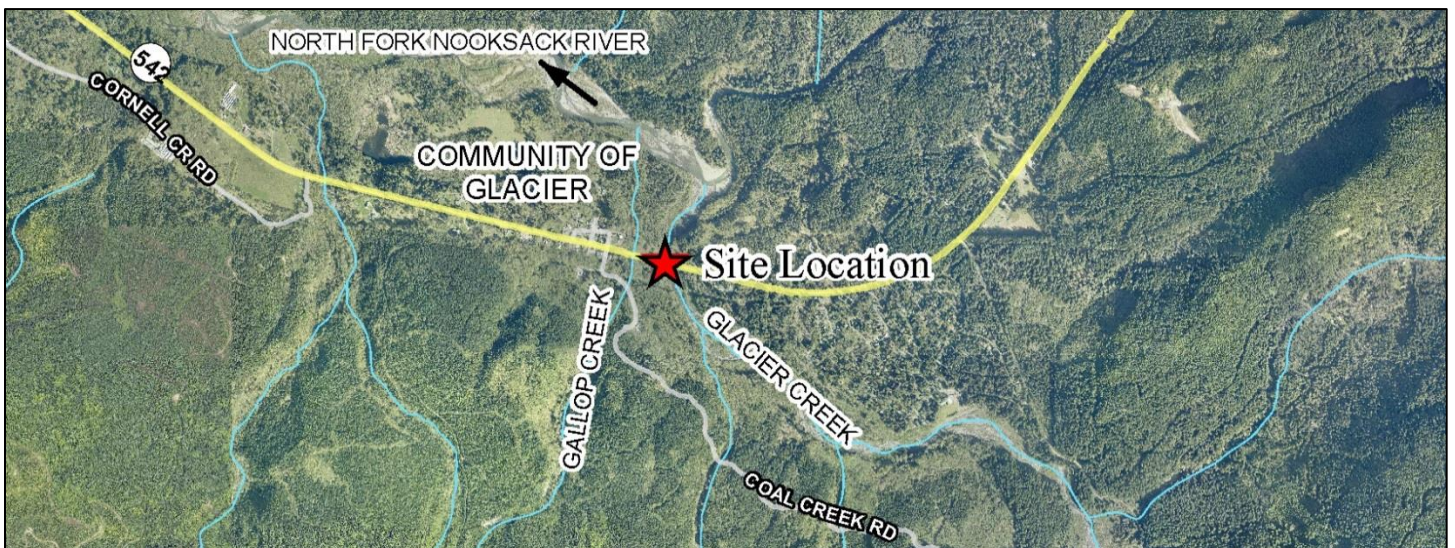 NORTH FORK NOOKSACK RIVER
542
CORNELL CR RD
COMMUNITY OF
GLACIER
Site Location
GALLOP CREEK
GLACIER CREEK
COAL CREEK RD